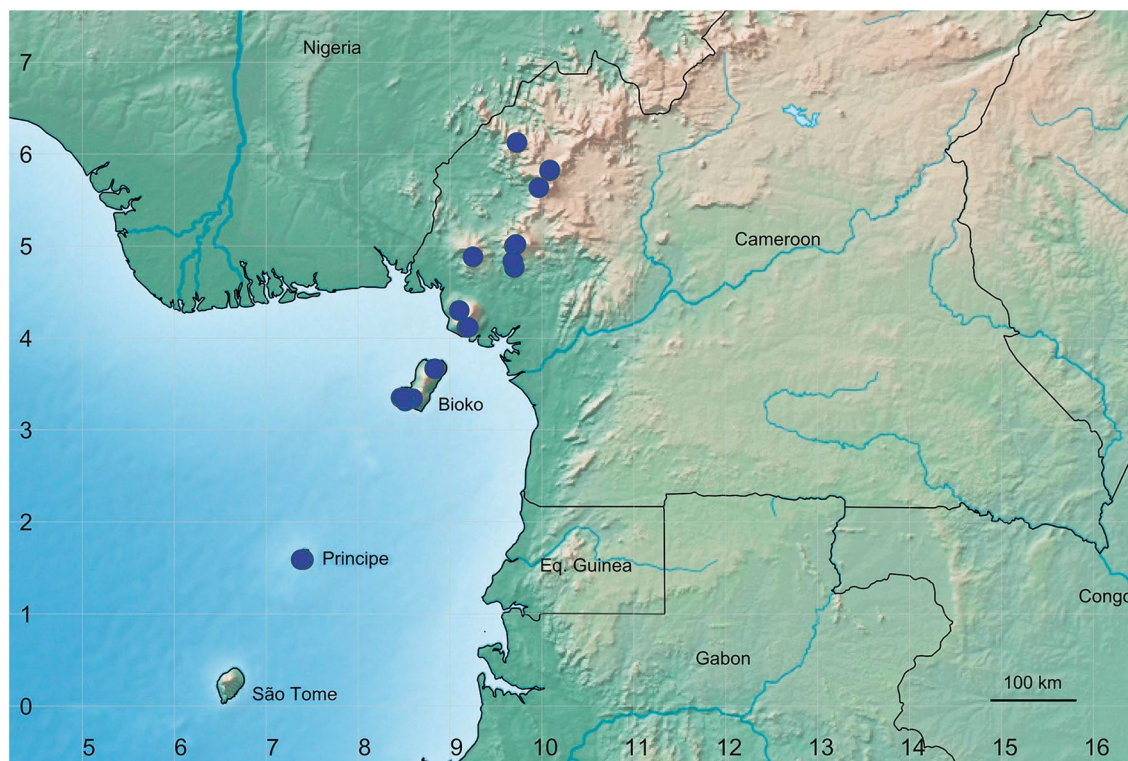 Nigeria
7
6
5
Cameroon
4
Bioko
3
2
Principe
Eq. Guinea
1
Congo
Gabon
100 km
São Tome
0
5 6 7 8 9 10 11 12 13 14 15 16